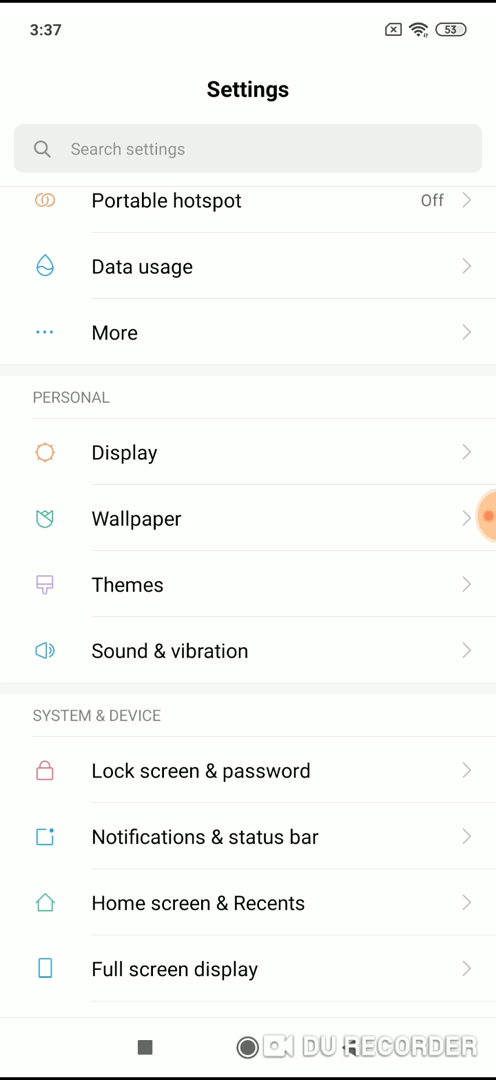 3:37
53
Settings
Search settings
Portable hotspot Off
Data usage
More
PERSONAL
Display
Wallpaper
Themes
Sound & vibration
SYSTEM & DEVICE
Lock screen & password
Notifications & status bar
Home screen & Recents
Full screen display
DU RECORDER